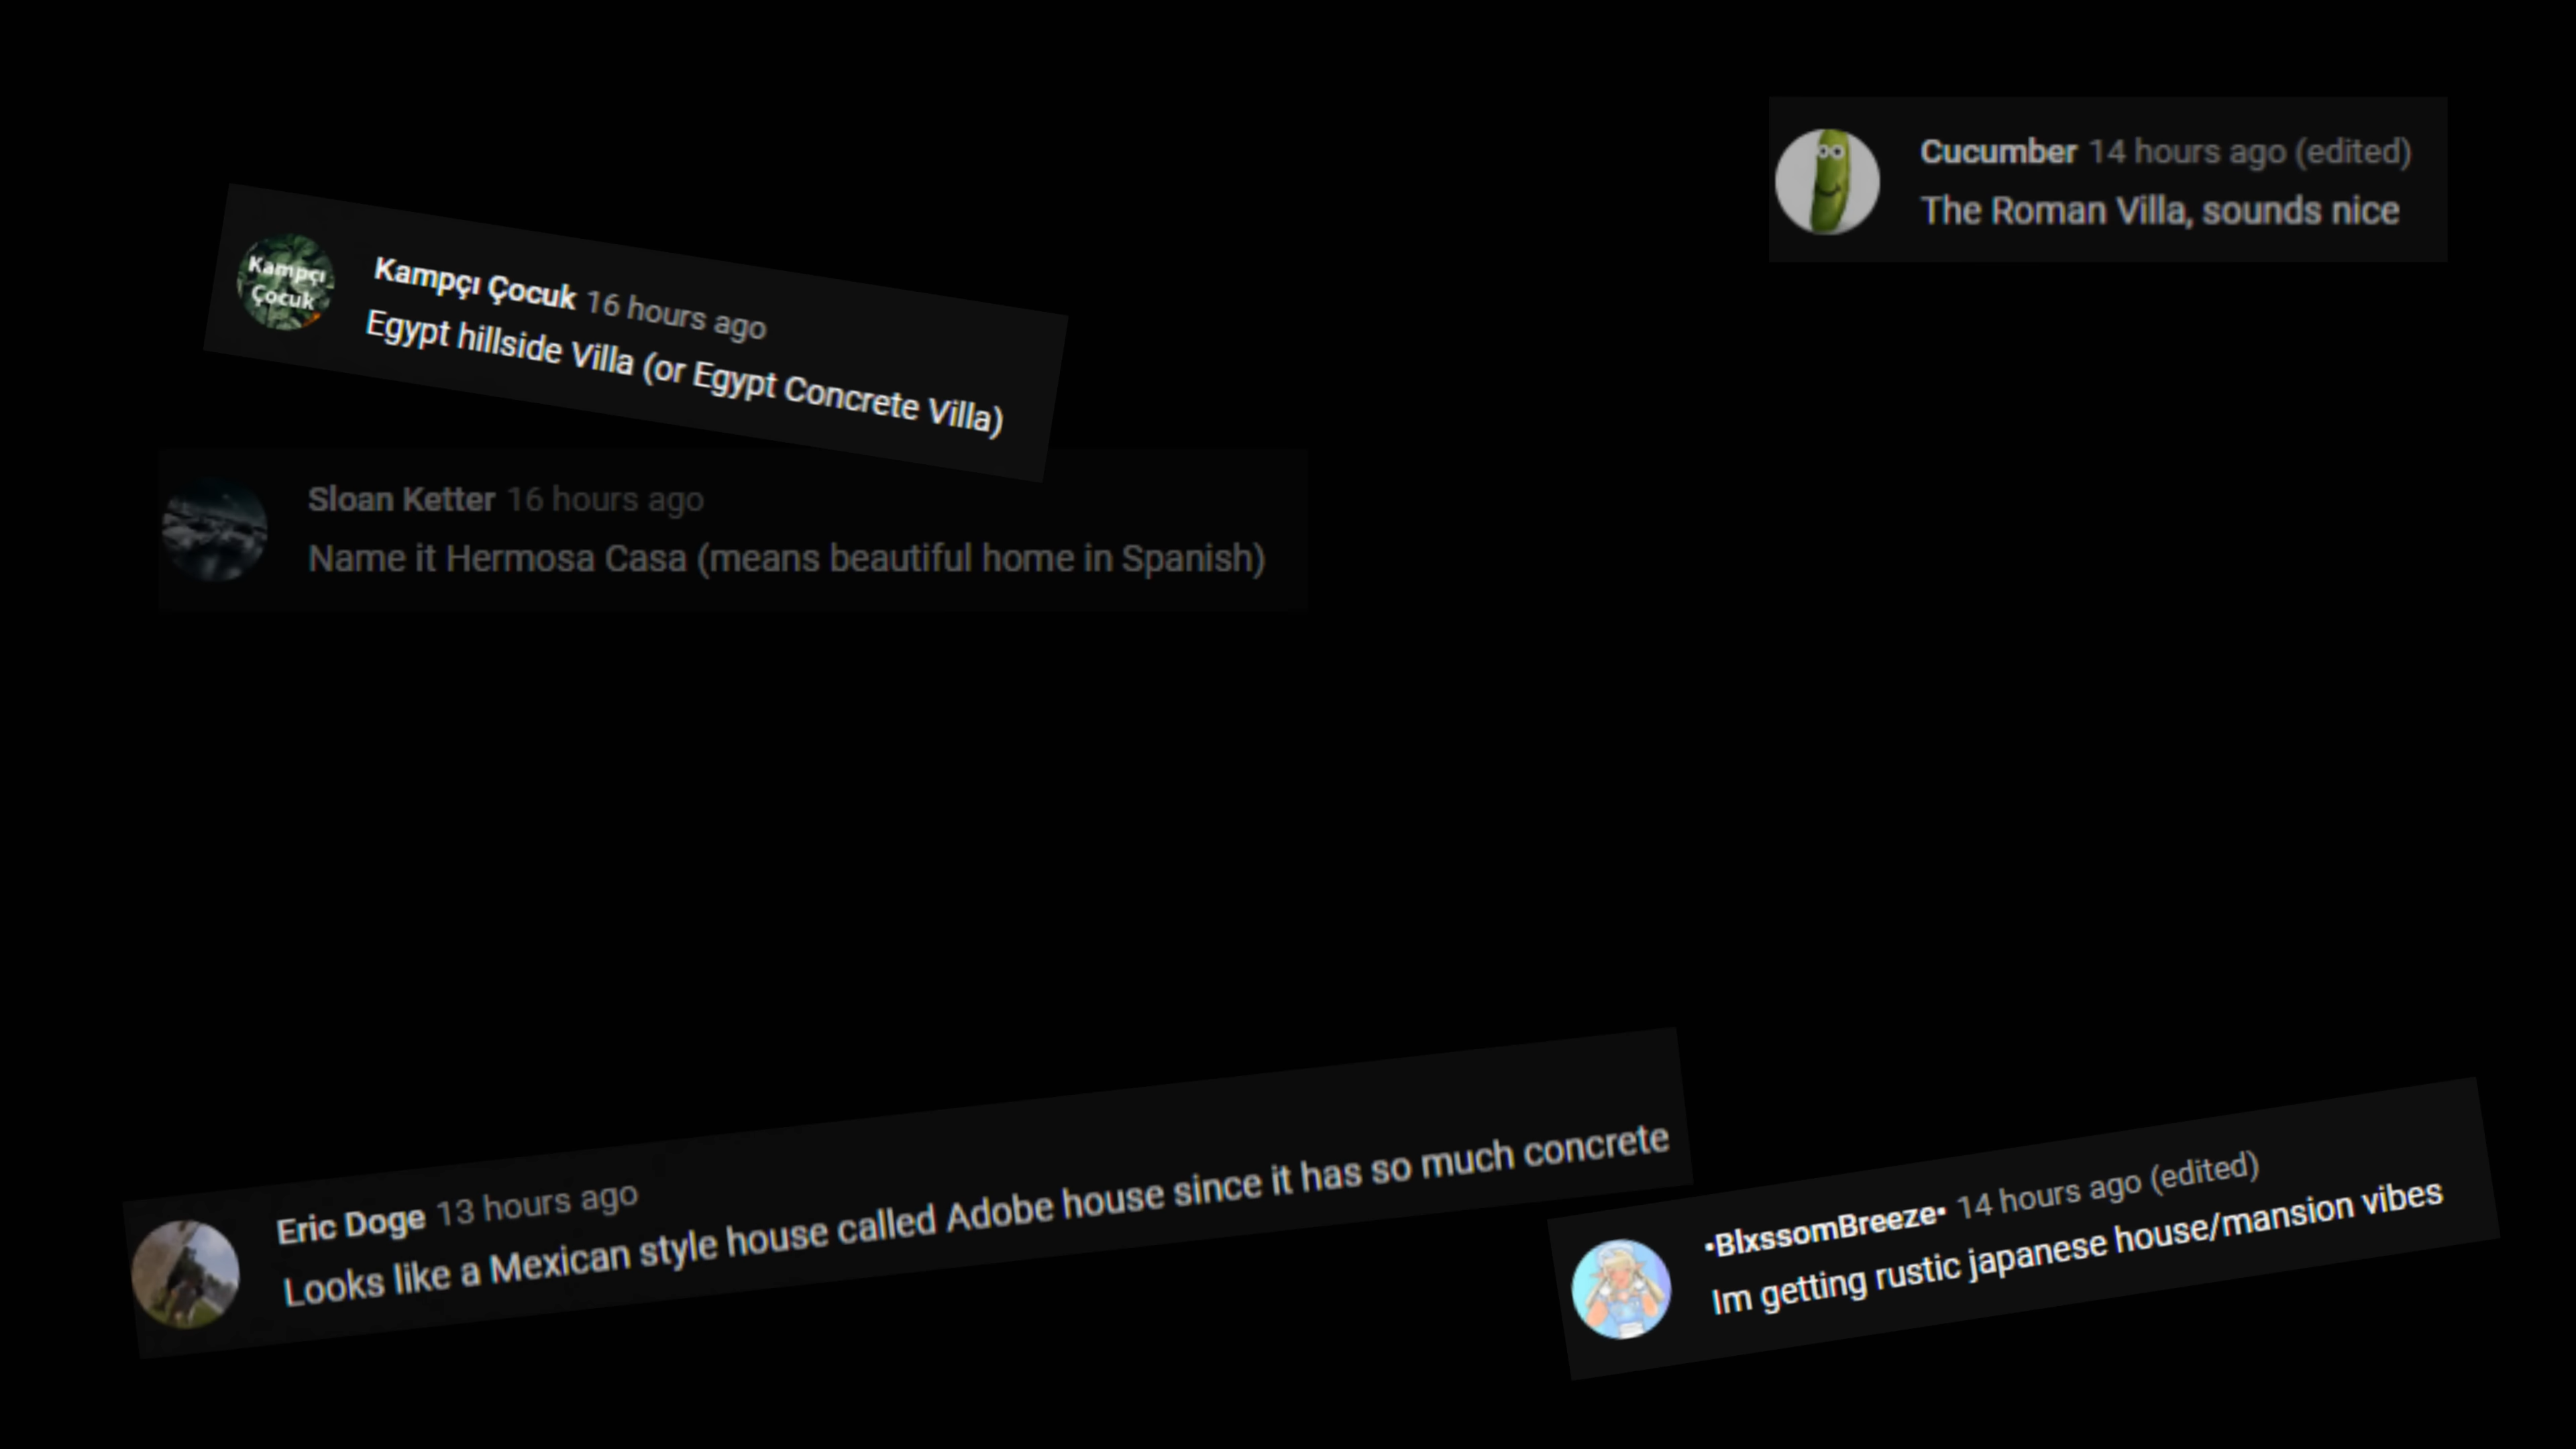 Cucumber 14 hours ago (edited)
The Roman Villa, sounds nice
Kampçı
Çocuk
Kampçı Çocuk 16 hours ago
Egypt hillside Villa (or Egypt Concrete Villa)
Sloan Ketter 16 hours ago
Name it Hermosa Casa (means beautiful home in Spanish)
Eric Doge 13 hours ago
Looks like a Mexican style house called Adobe house since it has so much concrete
•BlxssomBreeze• 14 hours ago (edited)
Im getting rustic japanese house/mansion vibes